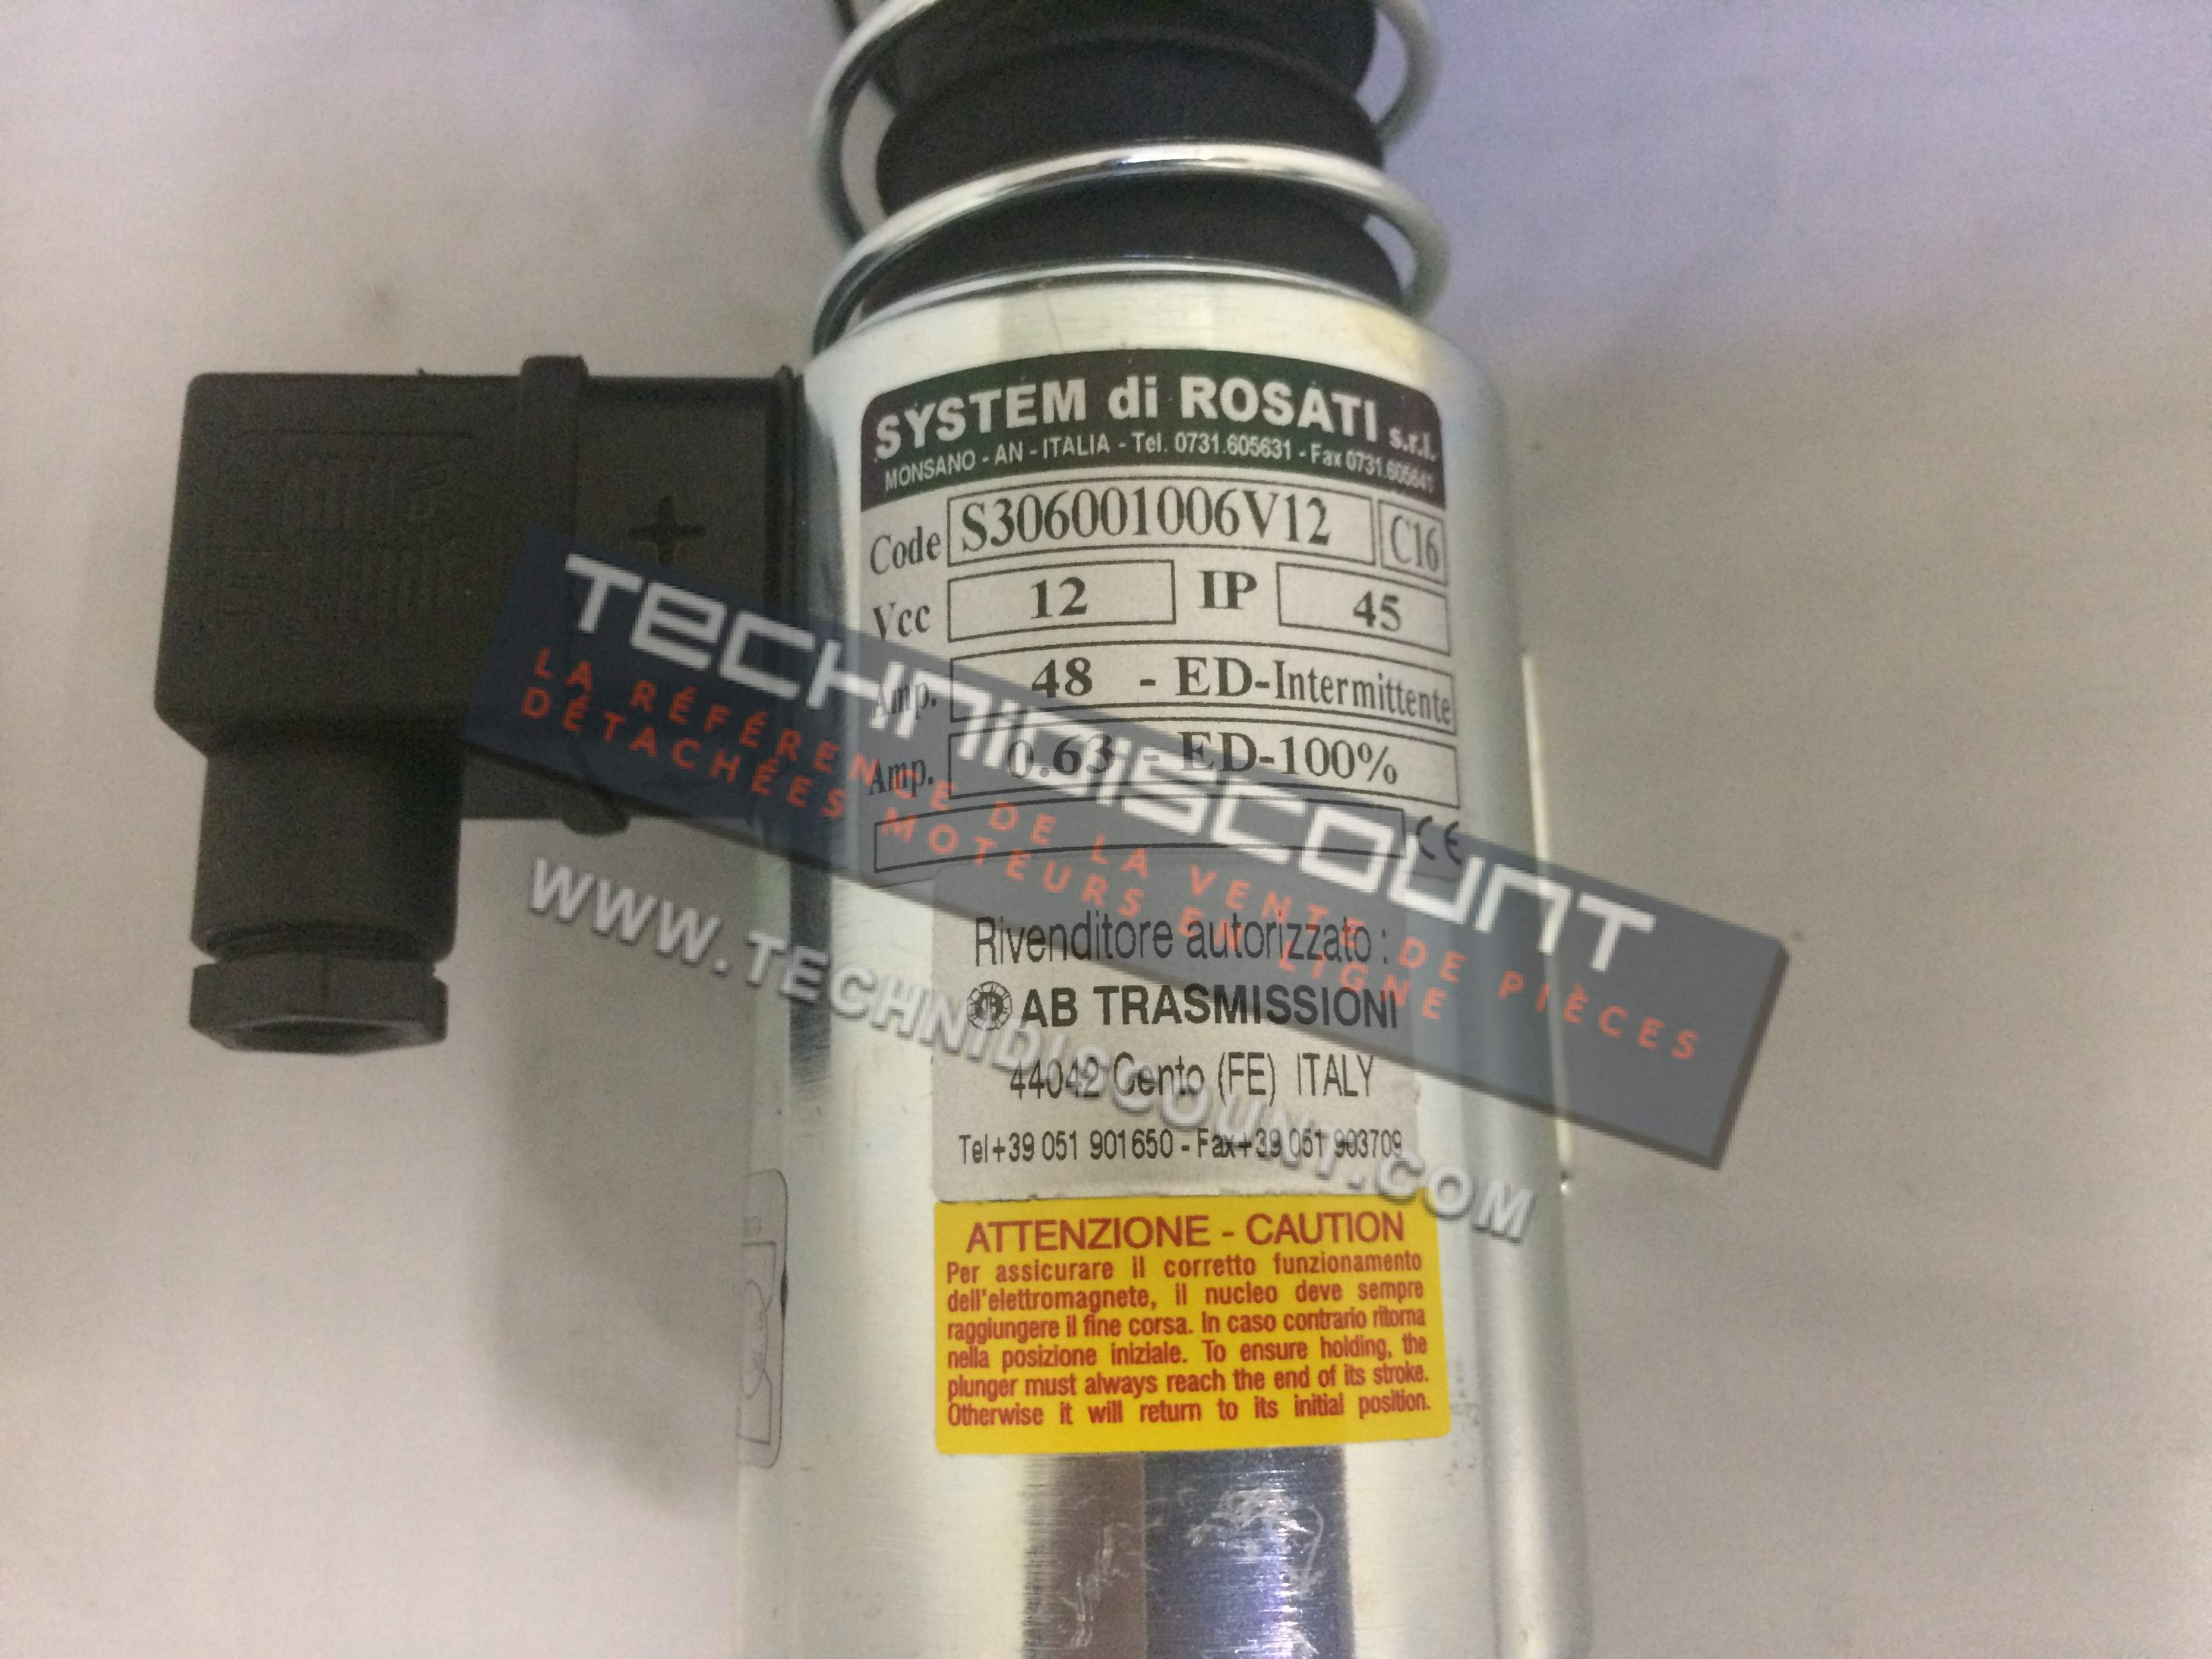 SYSTEM di ROSATI s.r.l.
MONSANO - AN - ITALIA - Tel. 0731.605631 - Fax 0731.605641
Code S306001006V12 C16
Vcc 12 IP 45
Amp. 48 - ED-Intermittente
Amp. 0.63 - ED-100%
CE
TECHNIDISCOUNT
LA RÉFÉRENCE DE LA VENTE DE PIÈCES
DÉTACHÉES MOTEURS EN LIGNE
WWW.TECHNIDISCOUNT.COM
Rivenditore autorizzato :
AB TRASMISSIONI
44042 Cento (FE) ITALY
Tel+39 051 901650 - Fax+39 051 903709
ATTENZIONE - CAUTION
Per assicurare il corretto funzionamento
dell'elettromagnete, il nucleo deve sempre
raggiungere il fine corsa. In caso contrario ritorna
nella posizione iniziale. To ensure holding, the
plunger must always reach the end of its stroke.
Otherwise it will return to its initial position.